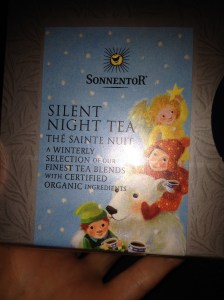 SONNENTOR
SILENT
NIGHT TEA
THÉ SAINTE NUIT
A WINTERLY
SELECTION OF OUR
FINEST TEA BLENDS
WITH CERTIFIED
ORGANIC INGREDIENTS